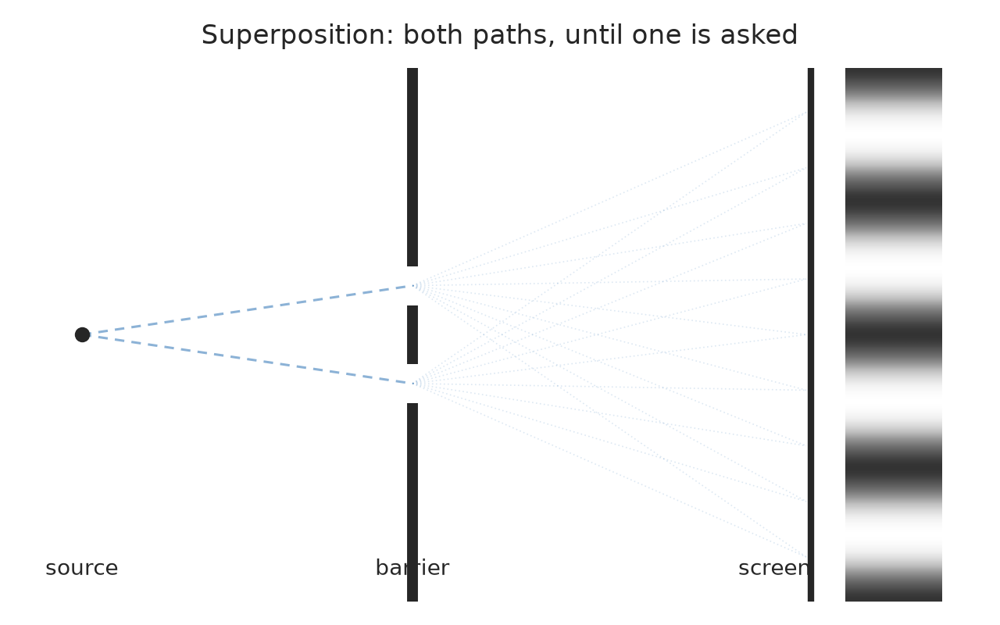 Superposition: both paths, until one is asked
source
barrier
screen